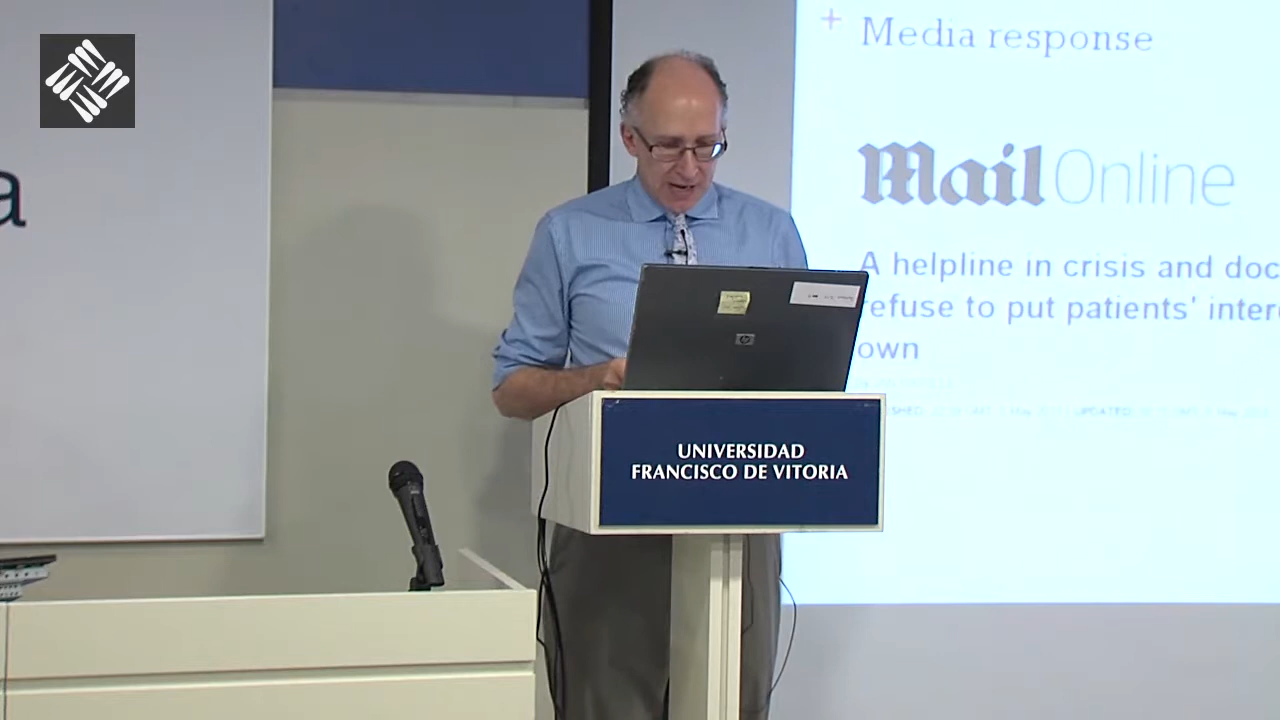 a
+ Media response
Mail Online
A helpline in crisis and doc
refuse to put patients' inter
own
UPDATED
UNIVERSIDAD
FRANCISCO DE VITORIA